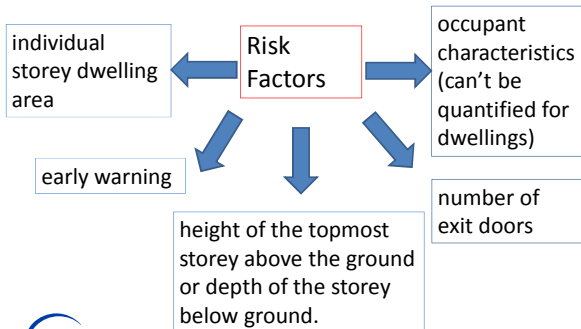 individual
storey dwelling
area
Risk
Factors
occupant
characteristics
(can't be
quantified for
dwellings)
early warning
height of the topmost
storey above the ground
or depth of the storey
below ground.
number of
exit doors